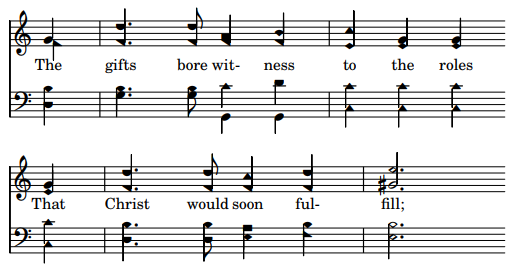 The gifts bore wit- ness to the roles
That Christ would soon ful- fill;